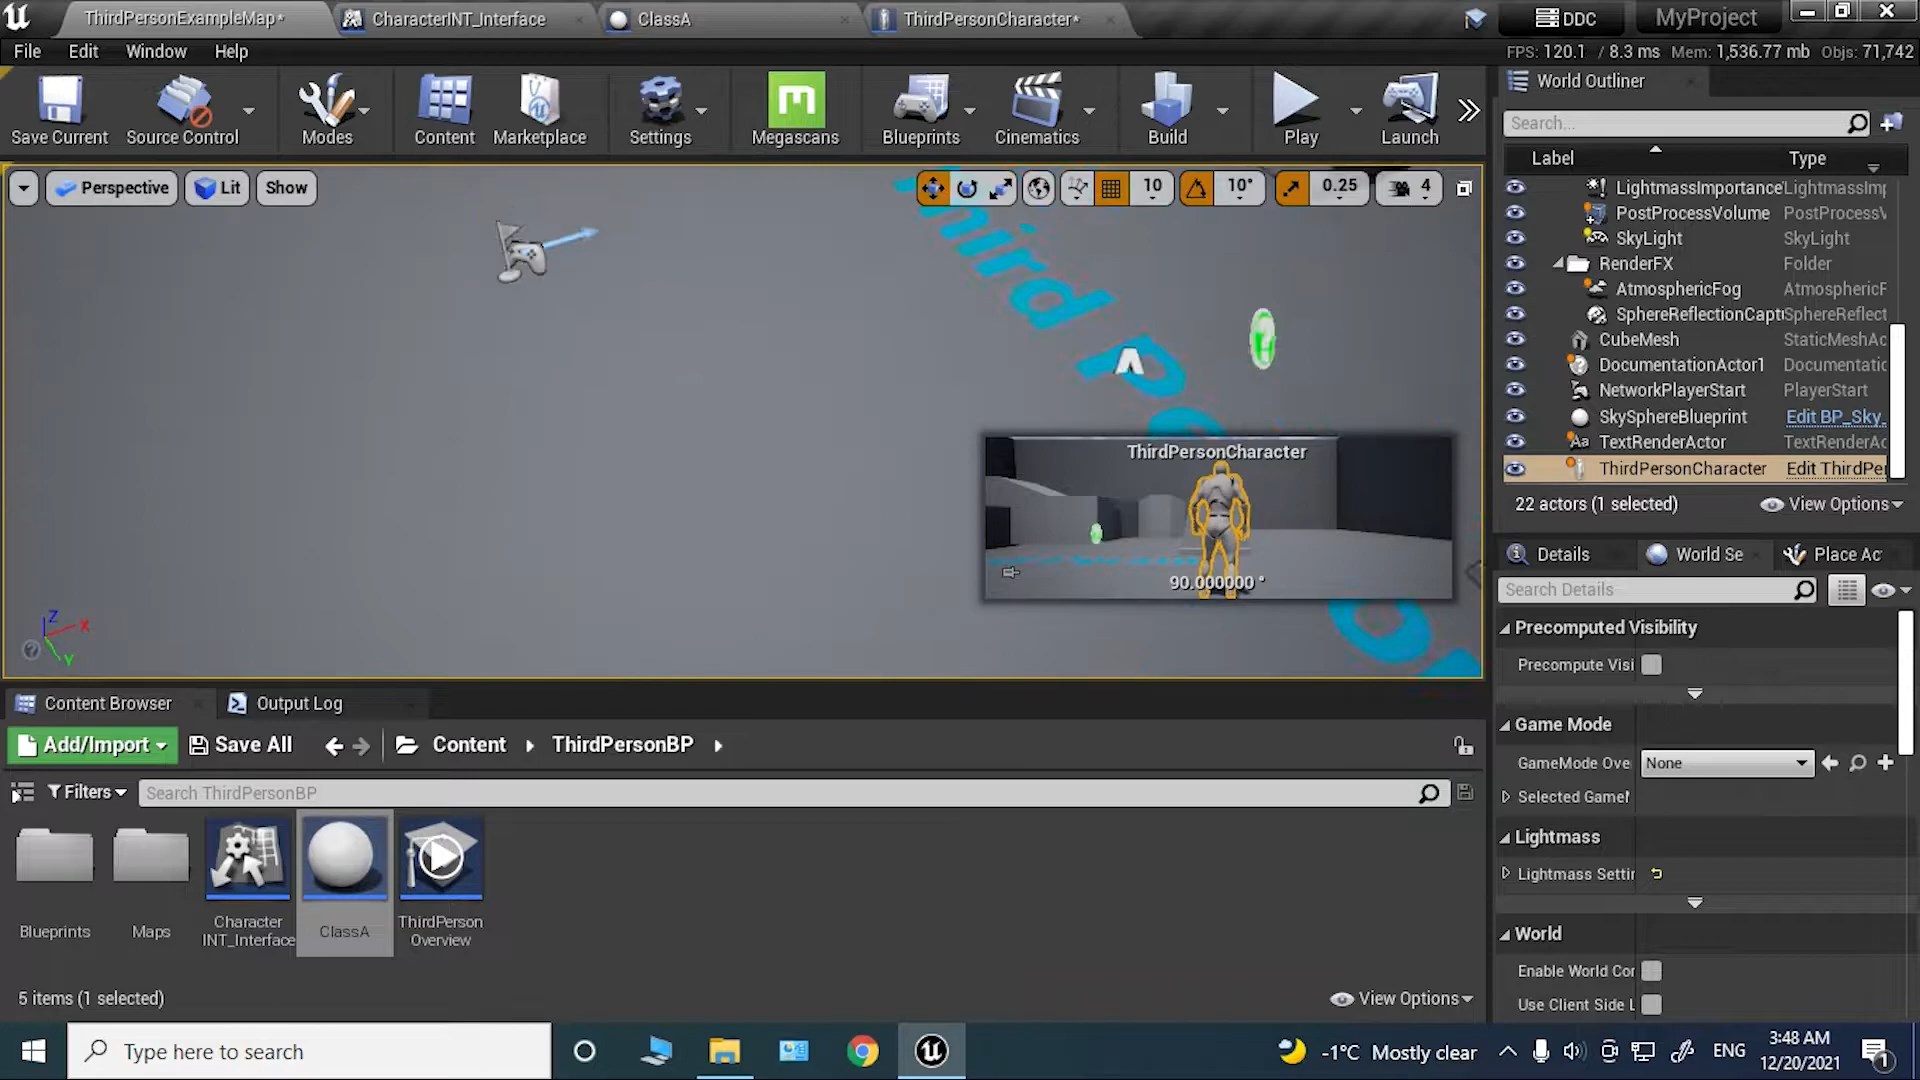 ThirdPersonExampleMap*
CharacterINT_Interface
ClassA
ThirdPersonCharacter*
DDC
MyProject
File Edit Window Help
FPS: 120.1 / 8.3 ms Mem: 1,536.77 mb Objs: 71,742
Save Current
Source Control
Modes
Content
Marketplace
Settings
Megascans
Blueprints
Cinematics
Build
Play
Launch
World Outliner
Search...
Label Type
Perspective Lit Show
10 10° 0.25 4
LightmassImportance LightmassImp
PostProcessVolume PostProcessV
SkyLight SkyLight
RenderFX Folder
AtmosphericFog AtmosphericF
SphereReflectionCapt SphereReflect
CubeMesh StaticMeshAc
DocumentationActor1 Documentatic
NetworkPlayerStart PlayerStart
SkySphereBlueprint Edit BP_Sky_
TextRenderActor TextRenderAc
ThirdPersonCharacter Edit ThirdPer
22 actors (1 selected) View Options
ThirdPersonCharacter
90.000000 °
Z X Y
Details World Se Place Ac
Search Details
Precomputed Visibility
Precompute Visi
Game Mode
GameMode Ove None
Selected GameM
Lightmass
Lightmass Settin
World
Enable World Cor
Use Client Side L
Content Browser Output Log
Add/Import Save All Content ThirdPersonBP
Filters Search ThirdPersonBP
Blueprints
Maps
Character
INT_Interface
ClassA
ThirdPerson
Overview
5 items (1 selected) View Options
Type here to search
-1°C Mostly clear
ENG
3:48 AM
12/20/2021
1